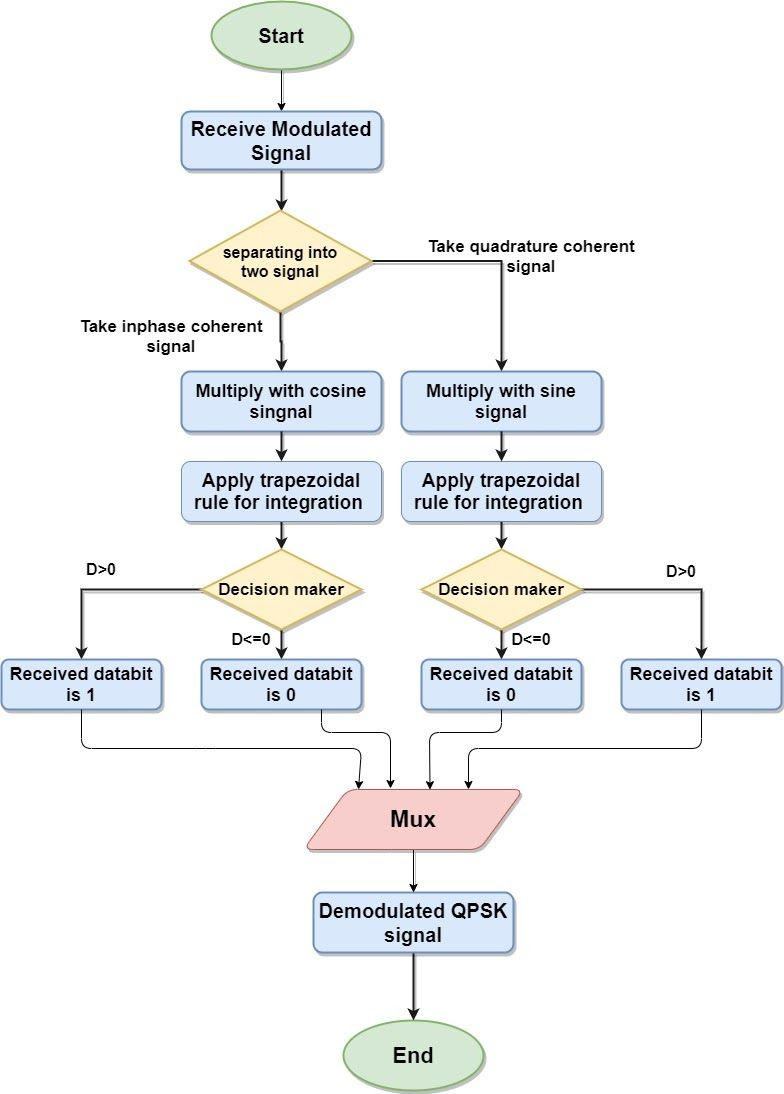 Start
Receive Modulated
Signal
separating into
two signal
Take quadrature coherent
signal
Take inphase coherent
signal
Multiply with cosine
singnal
Multiply with sine
signal
Apply trapezoidal
rule for integration
Apply trapezoidal
rule for integration
D>0
Decision maker
D<=0
Decision maker
D<=0
D>0
Received databit
is 1
Received databit
is 0
Received databit
is 0
Received databit
is 1
Mux
Demodulated QPSK
signal
End